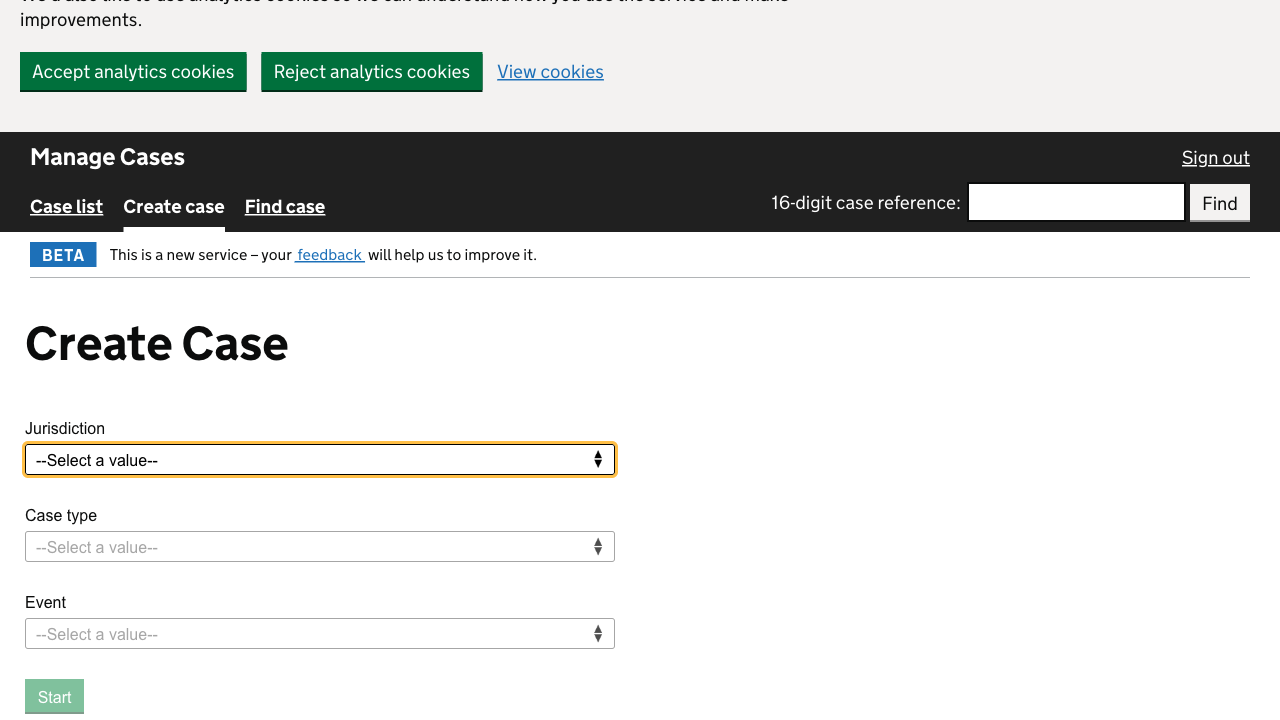 improvements.
Accept analytics cookies
Reject analytics cookies
View cookies
Manage Cases
Sign out
Case list
Create case
Find case
16-digit case reference:
Find
BETA
This is a new service – your feedback will help us to improve it.
Create Case
Jurisdiction
--Select a value--
Case type
--Select a value--
Event
--Select a value--
Start